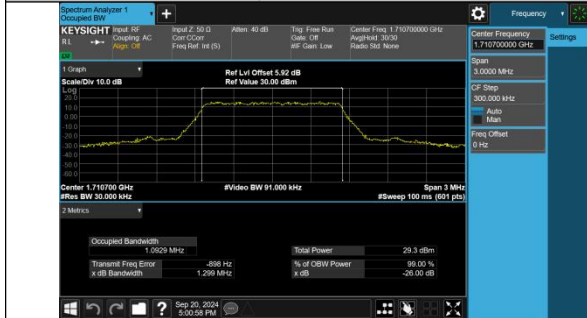 Spectrum Analyzer 1
Occupied BW
Frequency
KEYSIGHT
Input: RF
Input Z: 50 Ω
Atten: 40 dB
Trig: Free Run
Center Freq: 1.710700000 GHz
R L
Coupling: AC
Corr CCorr
Gate: Off
Avg|Hold: 30/30
Align: Off
Freq Ref: Int (S)
#IF Gain: Low
Radio Std: None
Center Frequency
1.710700000 GHz
Settings
Span
3.0000 MHz
CF Step
300.000 kHz
Auto
Man
Freq Offset
0 Hz
1 Graph
Scale/Div 10.0 dB
Ref Lvl Offset 5.92 dB
Ref Value 30.00 dBm
Log
20.0
10.0
0.00
-10.0
-20.0
-30.0
-40.0
-50.0
-60.0
Center 1.710700 GHz
#Video BW 91.000 kHz
Span 3 MHz
#Res BW 30.000 kHz
#Sweep 100 ms (601 pts)
2 Metrics
Occupied Bandwidth
1.0929 MHz
Total Power
29.3 dBm
Transmit Freq Error
-898 Hz
% of OBW Power
99.00 %
x dB Bandwidth
1.299 MHz
x dB
-26.00 dB
Sep 20, 2024
5:00:58 PM